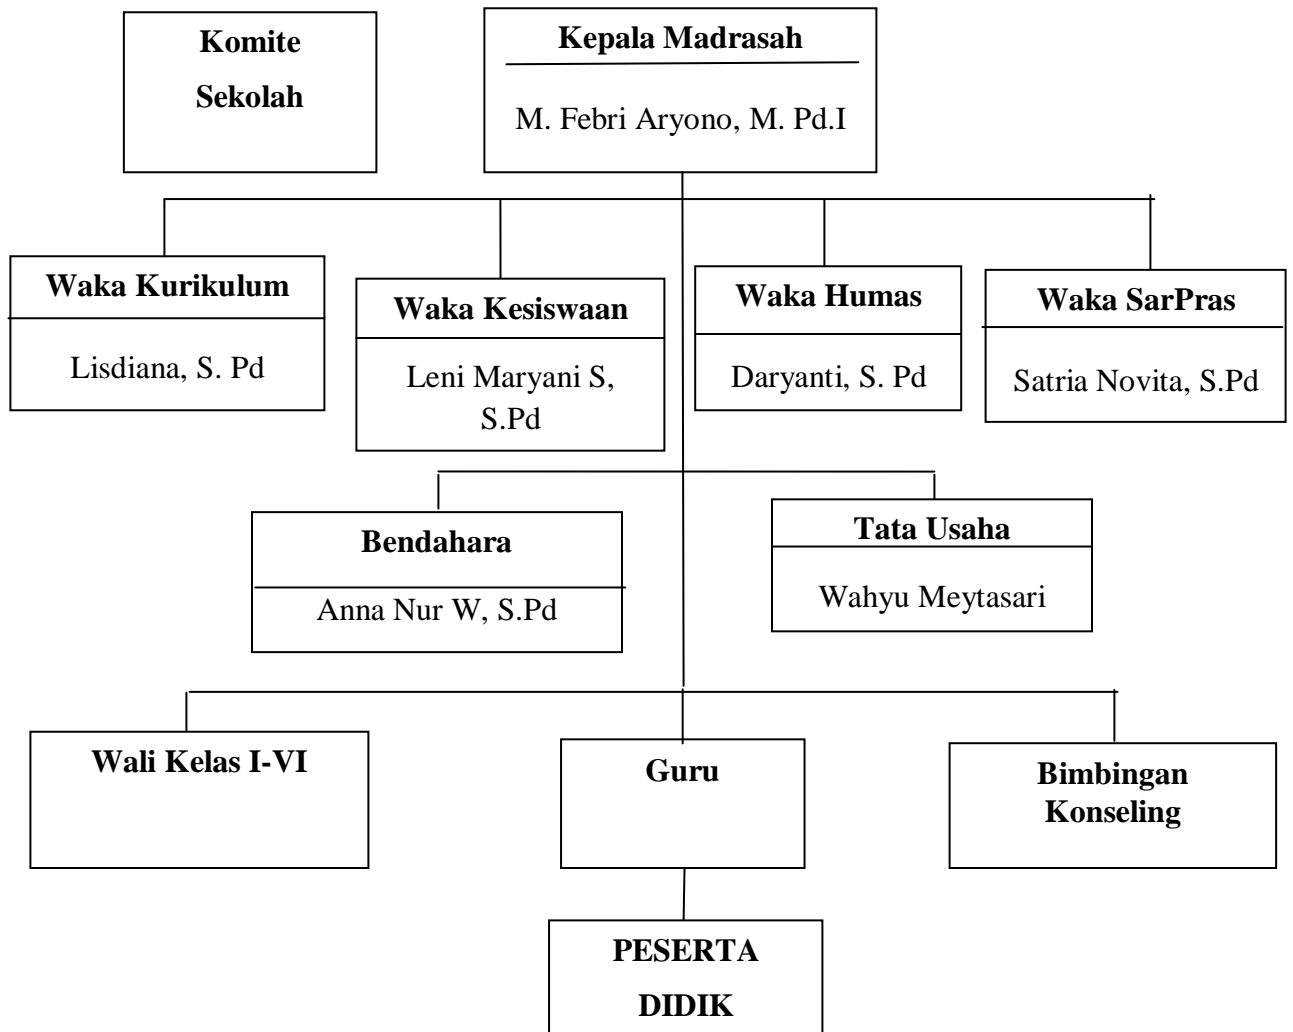 Komite
Sekolah
Kepala Madrasah
M. Febri Aryono, M. Pd.I
Waka Kurikulum
Lisdiana, S. Pd
Waka Kesiswaan
Leni Maryani S,
S.Pd
Waka Humas
Daryanti, S. Pd
Waka SarPras
Satria Novita, S.Pd
Bendahara
Anna Nur W, S.Pd
Tata Usaha
Wahyu Meytasari
Wali Kelas I-VI
Guru
Bimbingan
Konseling
PESERTA
DIDIK